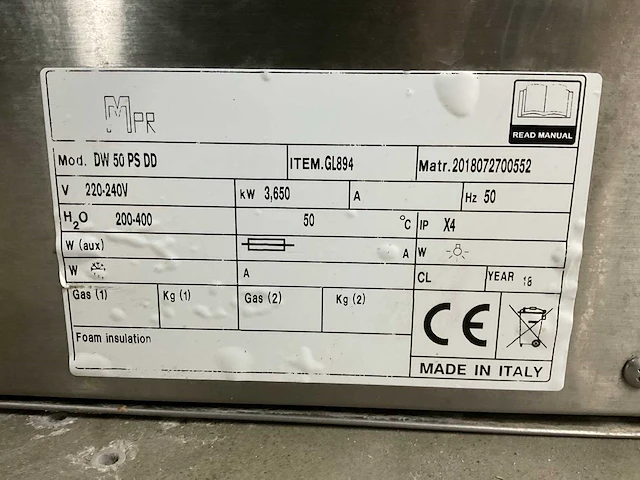 MPR
READ MANUAL
Mod. DW 50 PS DD ITEM.GL894 Matr.2018072700552
V 220-240V kW 3,650 A Hz 50
H2O 200-400 50 °C IP X4
W (aux) A W
W A CL YEAR 18
Gas (1) Kg (1) Gas (2) Kg (2)
CE
Foam insulation
MADE IN ITALY